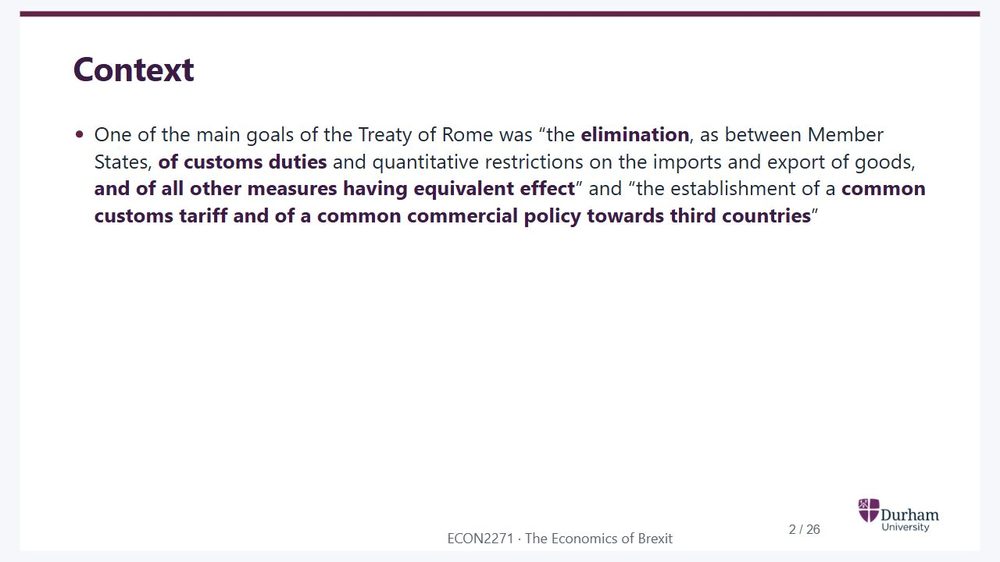 Context
• One of the main goals of the Treaty of Rome was “the elimination, as between Member
States, of customs duties and quantitative restrictions on the imports and export of goods,
and of all other measures having equivalent effect” and “the establishment of a common
customs tariff and of a common commercial policy towards third countries”
ECON2271 · The Economics of Brexit
2 / 26
Durham
University